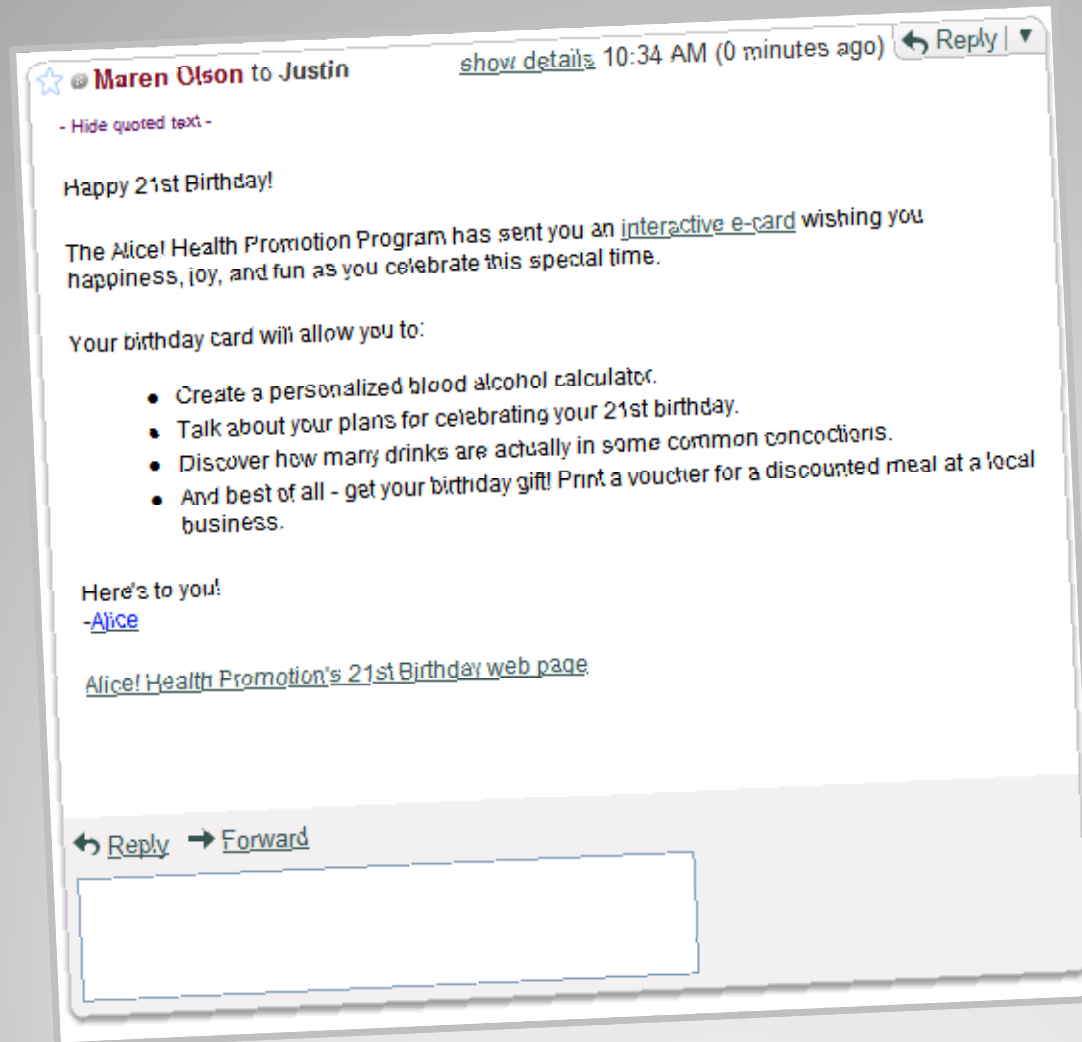 Maren Olson to Justin show details 10:34 AM (0 minutes ago) Reply
- Hide quoted text -
Happy 21st Birthday!
The Alice! Health Promotion Program has sent you an interactive e-card wishing you
happiness, joy, and fun as you celebrate this special time.
Your birthday card will allow you to:
• Create a personalized blood alcohol calculator.
• Talk about your plans for celebrating your 21st birthday.
• Discover how many drinks are actually in some common concoctions.
• And best of all - get your birthday gift! Print a voucher for a discounted meal at a local
business.
Here's to you!
-Alice
Alice! Health Promotion's 21st Birthday web page.
Reply Forward